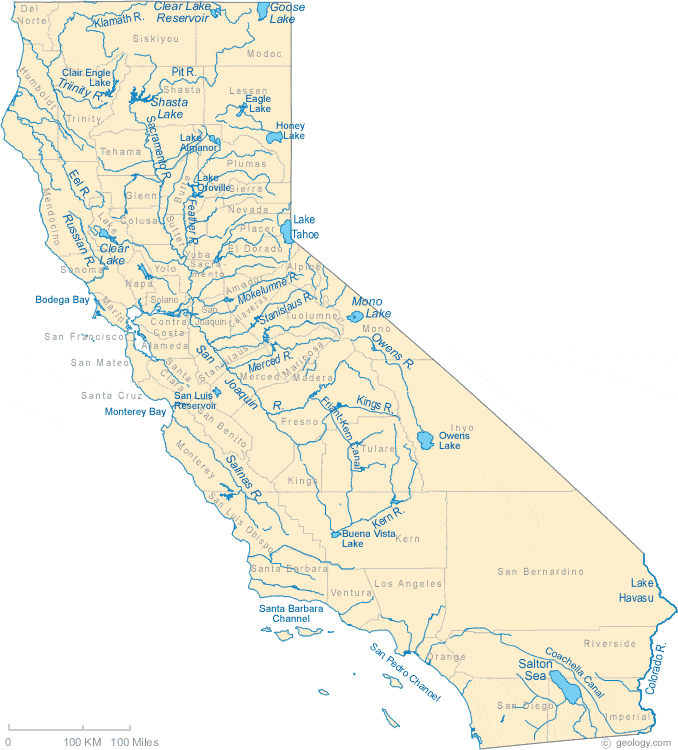 Del
Norte
Klamath R.
Clear Lake
Reservoir
Goose
Lake
Siskiyou
Modoc
Clair Engle
Lake
Triinity R.
Pit R.
Shasta
Shasta
Lake
Lassen
Eagle
Lake
Humboldt
Trinity
Sacramento R.
Honey
Lake
Lake
Almanor
Tehama
Plumas
Eel R.
Glenn
Butte
Lake
Oroville
Sierra
Mendocino
Lake
Colusa
Sutter
Feather R.
Nevada
Yuba
Placer
Lake
Tahoe
Russian R.
Clear
Lake
El Dorado
Sonoma
Napa
Yolo
Sacra-
mento
Amador
Alpine
Bodega Bay
Marin
Solano
Mokelumne R.
Calaveras
Mono
Lake
San Francisco
Contra
Costa
San
Joaquin
Stanislaus R.
Tuolumne
Mono
Alameda
San Mateo
Santa
Clara
Stanislaus
San
Joaquin
R.
Merced R.
Merced
Mariposa
Madera
Owens R.
Santa Cruz
San Luis
Reservoir
Monterey Bay
San Benito
Fresno
Friant-Kern Canal
Kings R.
Inyo
Owens
Lake
Monterey
Salinas R.
Tulare
Kings
San Luis Obispo
Kern R.
Buena Vista
Lake
Kern
Santa Barbara
Ventura
Los Angeles
San Bernardino
Lake
Havasu
Santa Barbara
Channel
San Pedro Channel
Orange
Riverside
Coachella Canal
Colorado R.
Salton
Sea
San Diego
Imperial
0 100 KM 100 Miles
© geology.com